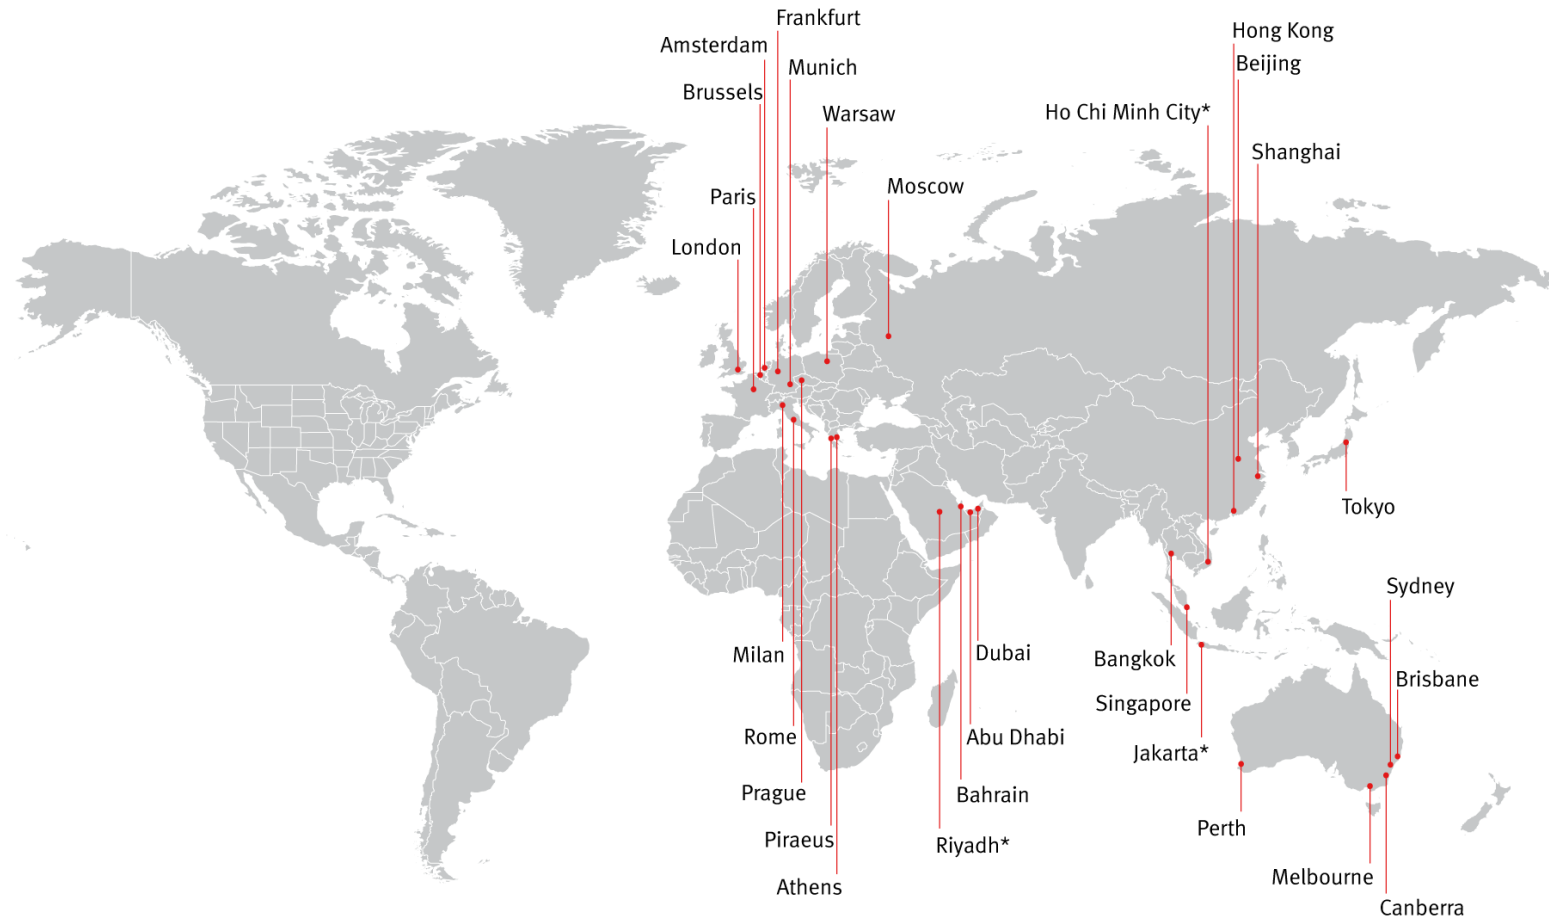 Frankfurt
Hong Kong
Amsterdam
Beijing
Munich
Brussels
Ho Chi Minh City*
Warsaw
Shanghai
Moscow
Paris
London
Tokyo
Sydney
Milan
Dubai
Bangkok
Brisbane
Singapore
Rome
Abu Dhabi
Jakarta*
Prague
Bahrain
Perth
Piraeus
Riyadh*
Melbourne
Athens
Canberra